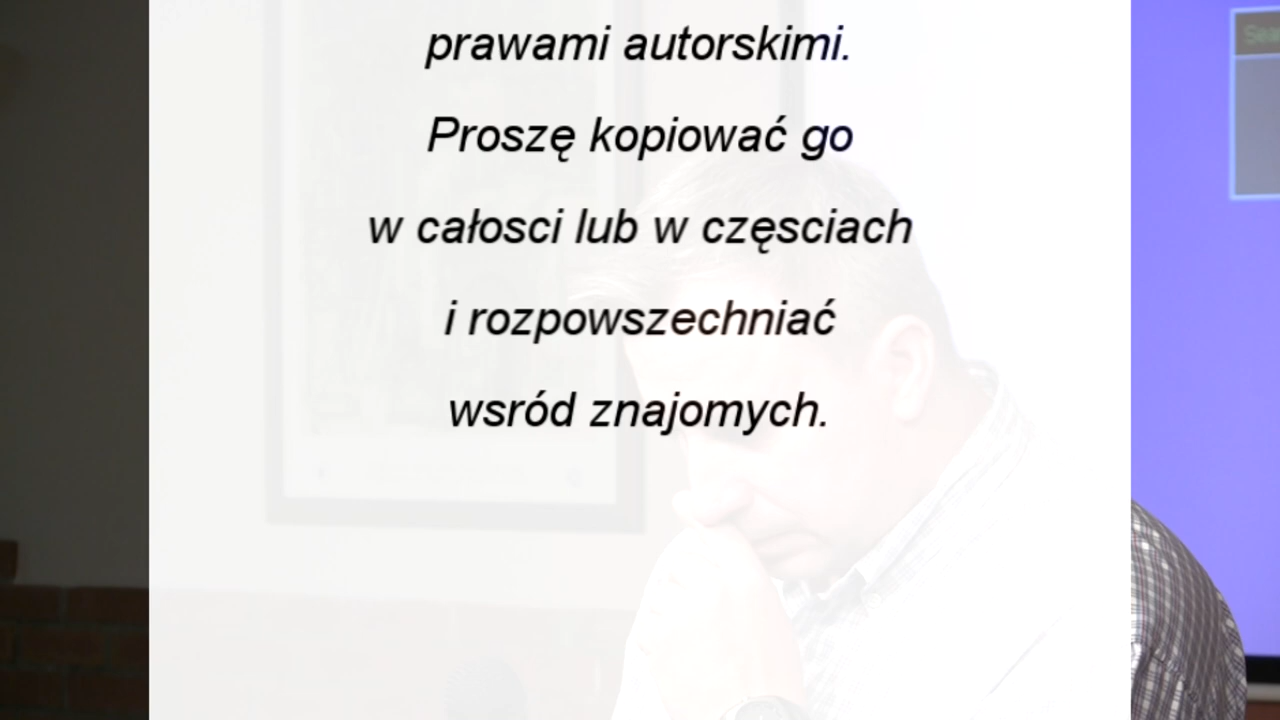 prawami autorskimi.
Proszę kopiować go
w całosci lub w częsciach
i rozpowszechniać
wsród znajomych.